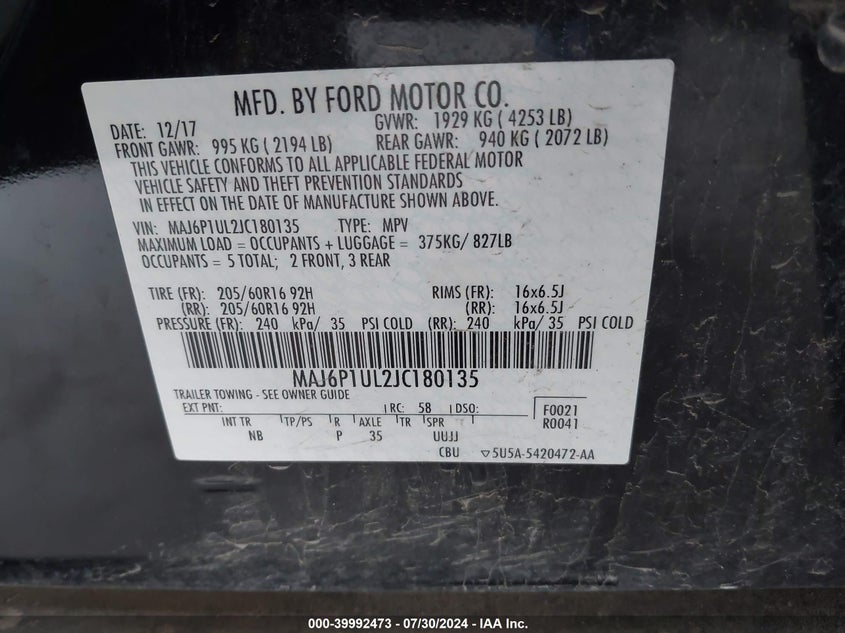 MFD. BY FORD MOTOR CO.
DATE: 12/17 GVWR: 1929 KG ( 4253 LB)
FRONT GAWR: 995 KG ( 2194 LB) REAR GAWR: 940 KG ( 2072 LB)
THIS VEHICLE CONFORMS TO ALL APPLICABLE FEDERAL MOTOR
VEHICLE SAFETY AND THEFT PREVENTION STANDARDS
IN EFFECT ON THE DATE OF MANUFACTURE SHOWN ABOVE.
VIN: MAJ6P1UL2JC180135 TYPE: MPV
MAXIMUM LOAD = OCCUPANTS + LUGGAGE = 375KG/ 827LB
OCCUPANTS = 5 TOTAL; 2 FRONT, 3 REAR
TIRE (FR): 205/60R16 92H RIMS (FR): 16x6.5J
(RR): 205/60R16 92H (RR): 16x6.5J
PRESSURE (FR): 240 kPa/ 35 PSI COLD (RR): 240 kPa/ 35 PSI COLD
MAJ6P1UL2JC180135
TRAILER TOWING - SEE OWNER GUIDE
EXT PNT: RC: 58 DSO: F0021
INT TR TP/PS R AXLE TR SPR R0041
NB P 35 UUJJ
CBU ▽5U5A-5420472-AA
000-39992473 - 07/30/2024 - IAA Inc.